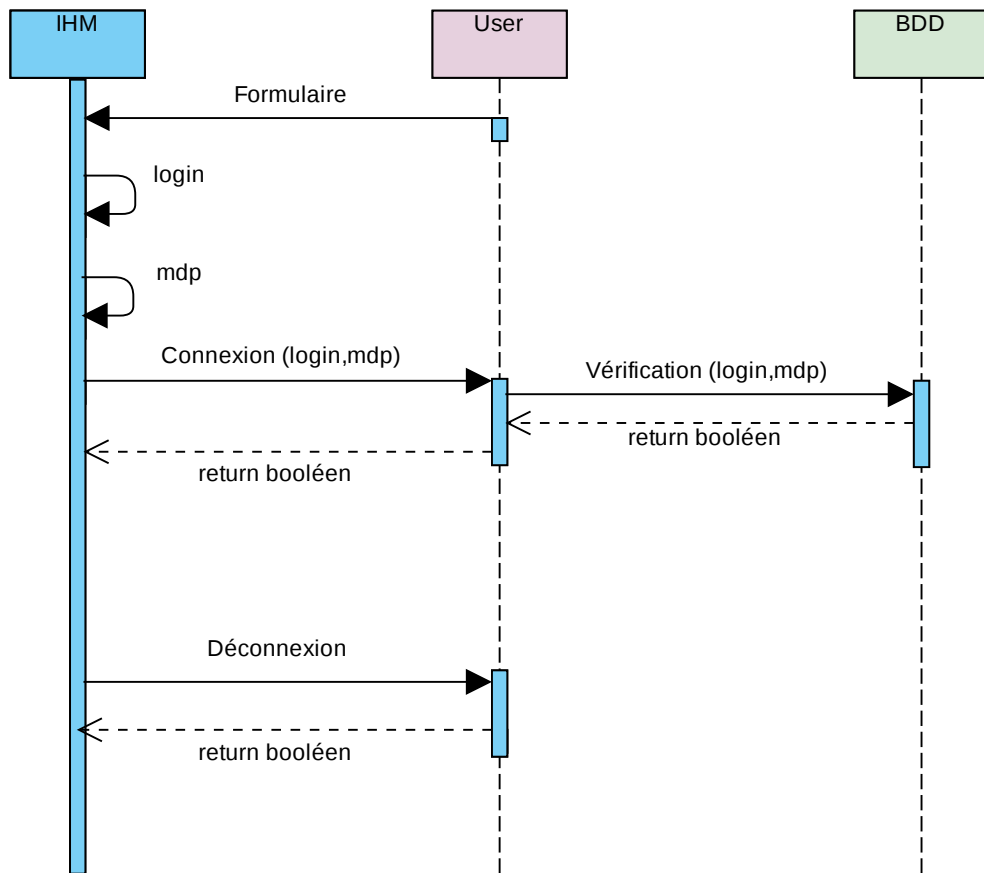 IHM
User
BDD
Formulaire
login
mdp
Connexion (login,mdp)
Vérification (login,mdp)
return booléen
return booléen
Déconnexion
return booléen